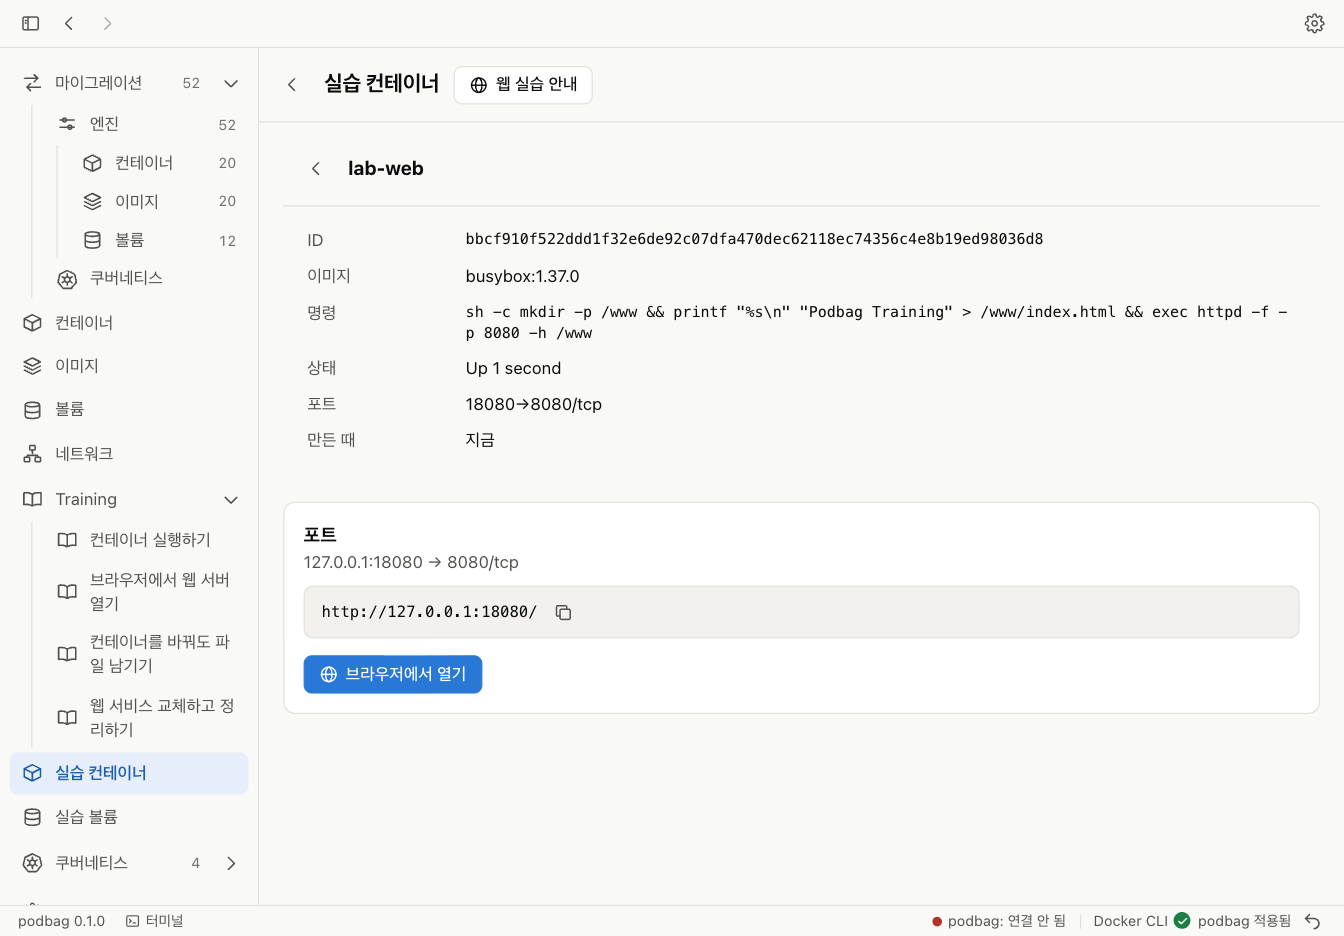 마이그레이션 52
엔진 52
컨테이너 20
이미지 20
볼륨 12
쿠버네티스
컨테이너
이미지
볼륨
네트워크
Training
컨테이너 실행하기
브라우저에서 웹 서버
열기
컨테이너를 바꿔도 파
일 남기기
웹 서비스 교체하고 정
리하기
실습 컨테이너
실습 볼륨
쿠버네티스 4
실습 컨테이너 웹 실습 안내
lab-web
ID bbcf910f522ddd1f32e6de92c07dfa470dec62118ec74356c4e8b19ed98036d8
이미지 busybox:1.37.0
명령 sh -c mkdir -p /www && printf "%s\n" "Podbag Training" > /www/index.html && exec httpd -f -
p 8080 -h /www
상태 Up 1 second
포트 18080→8080/tcp
만든 때 지금
포트
127.0.0.1:18080 → 8080/tcp
http://127.0.0.1:18080/
브라우저에서 열기
podbag 0.1.0 터미널 podbag: 연결 안 됨 Docker CLI podbag 적용됨